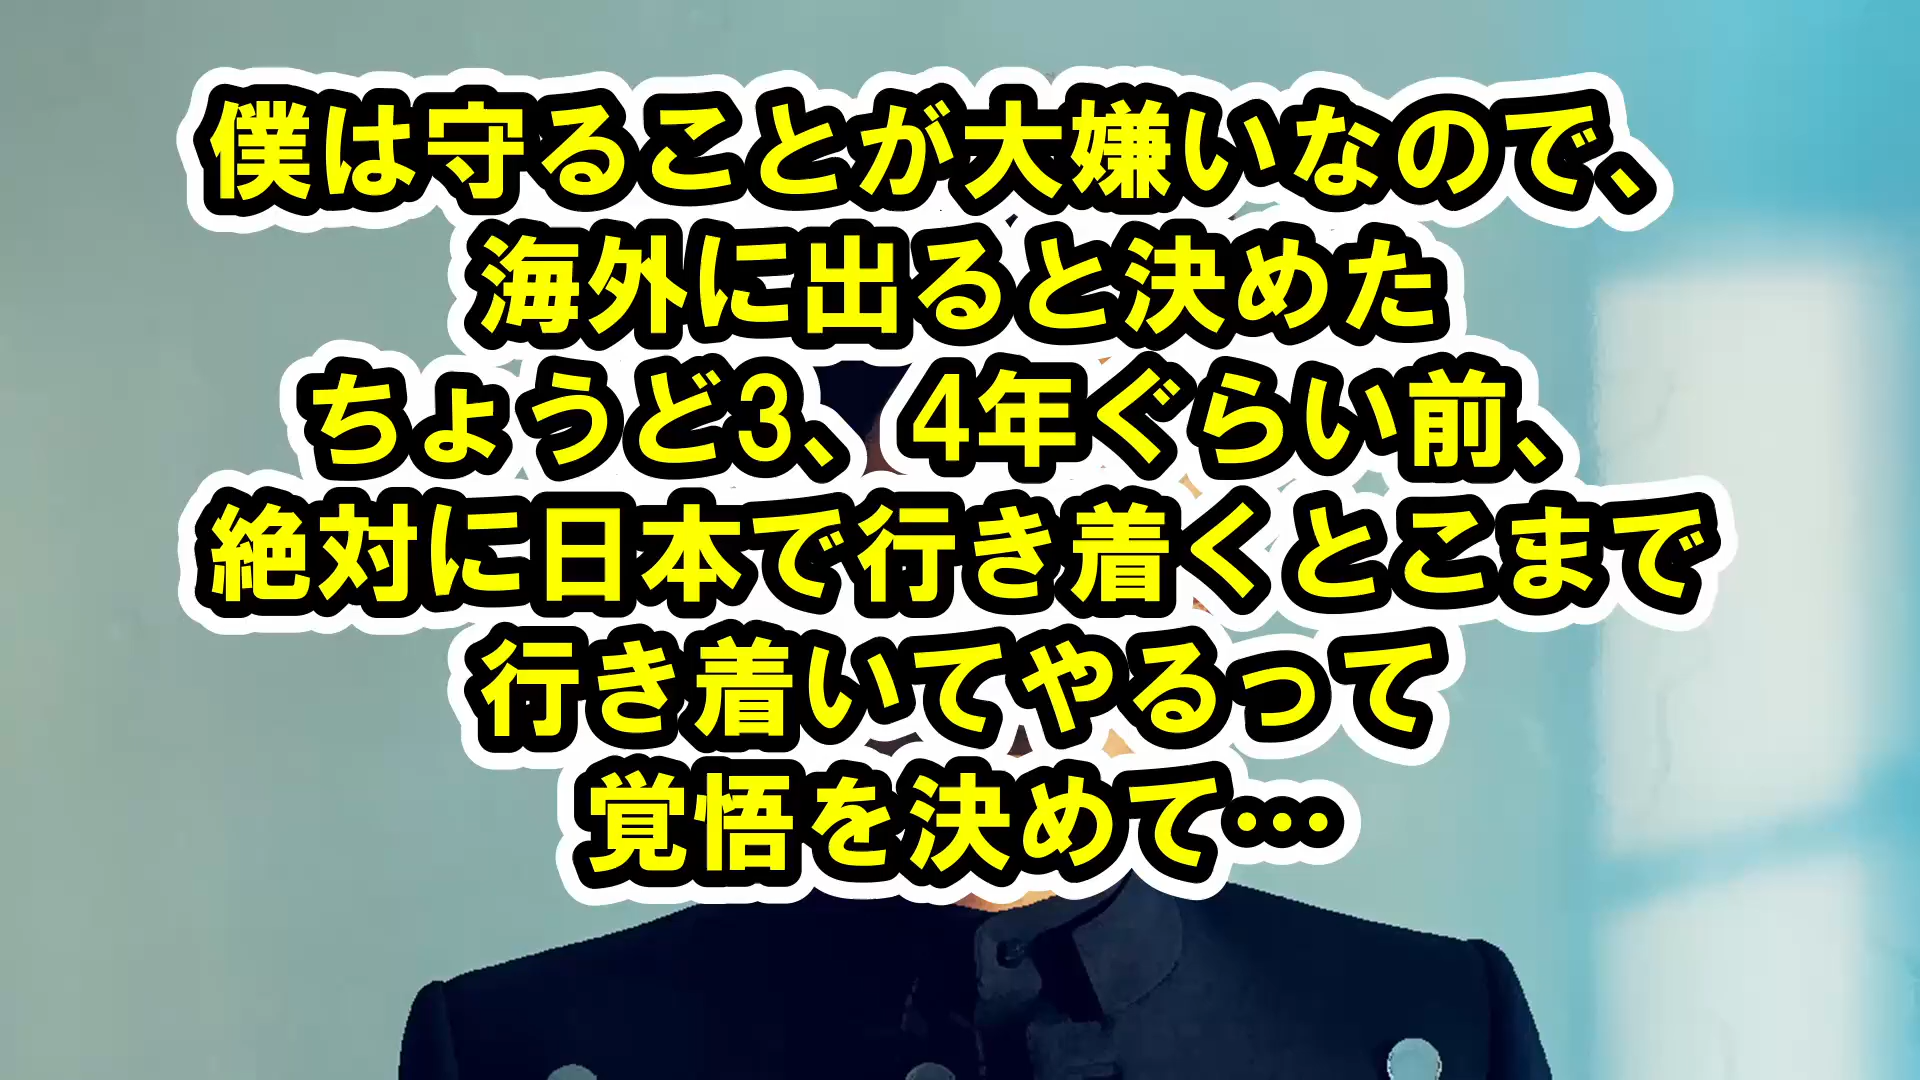 僕は守ることが大嫌いなので、
海外に出ると決めた
ちょうど3、4年ぐらい前、
絶対に日本で行き着くとこまで
行き着いてやるって
覚悟を決めて…